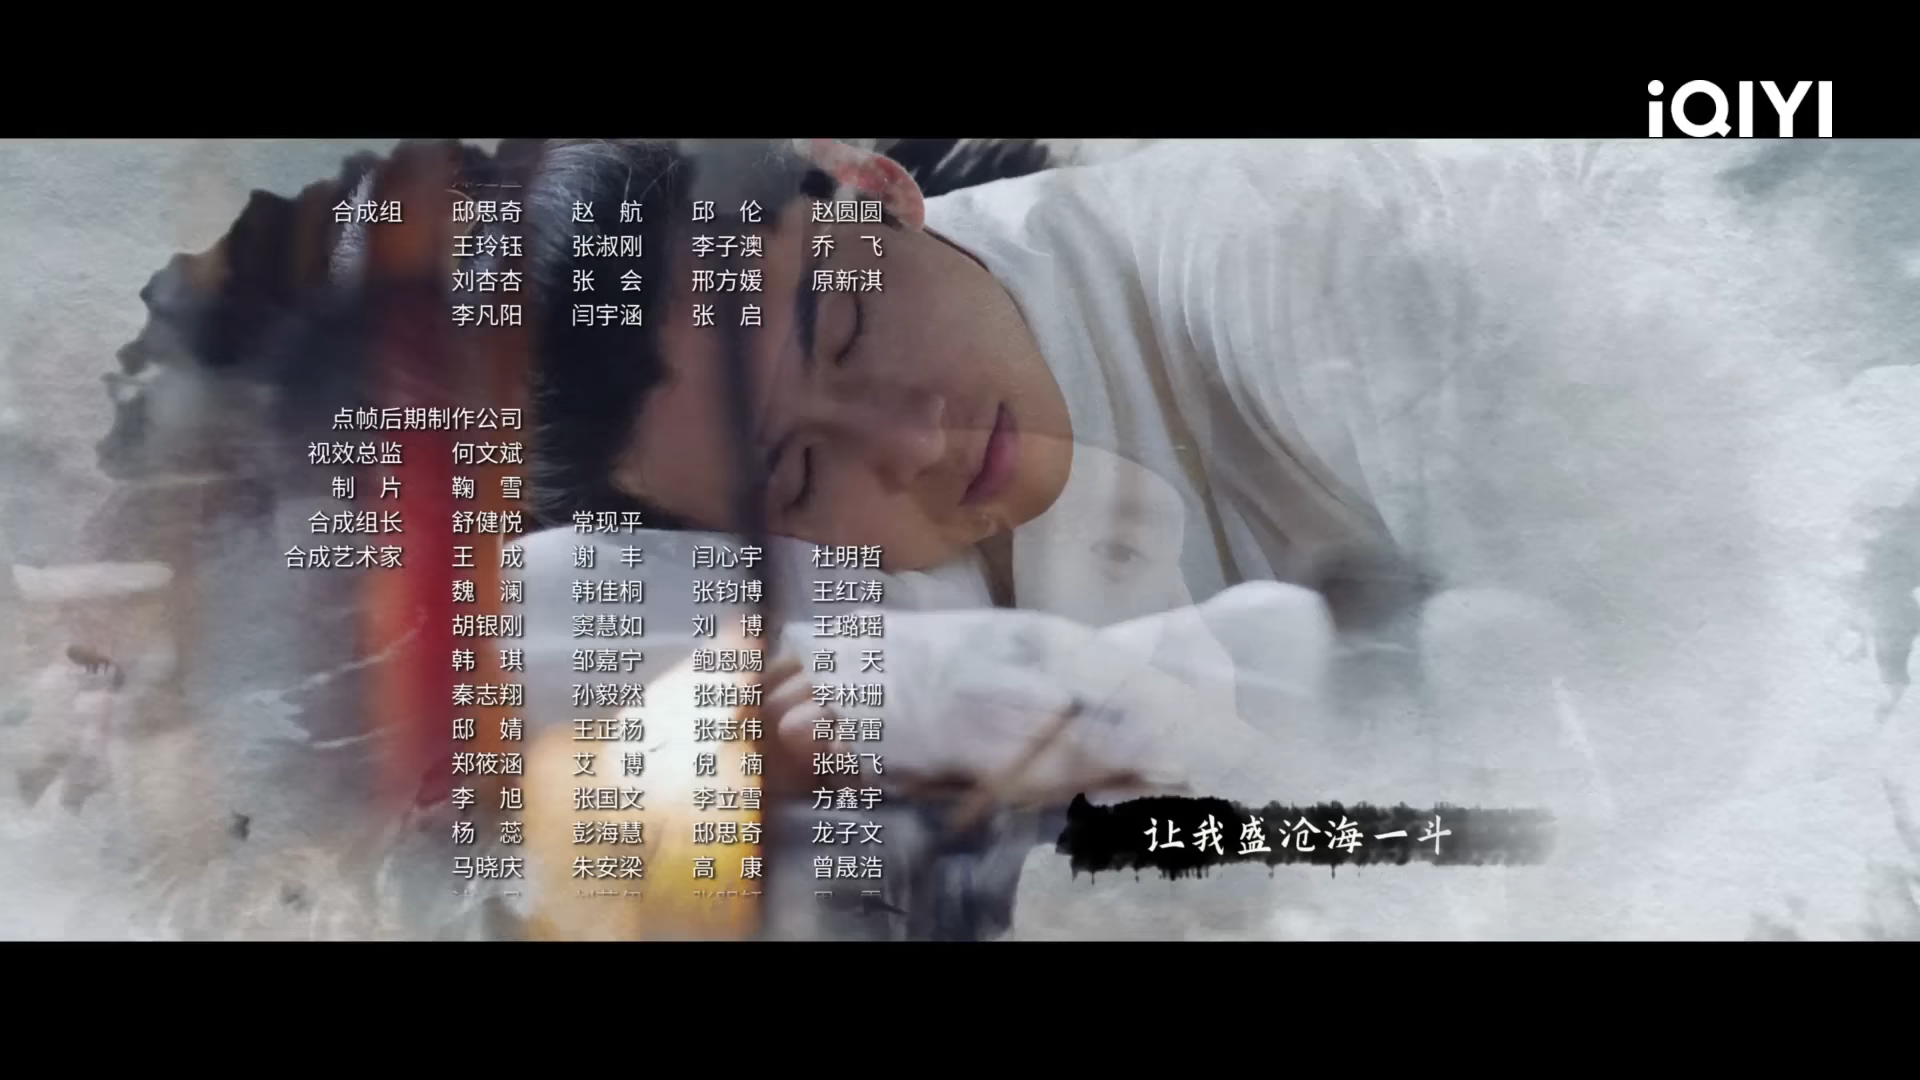 iQIYI
合成组 邸思奇 赵 航 邱 伦 赵圆圆
王玲钰 张淑刚 李子澳 乔 飞
刘杏杏 张 会 邢方媛 原新淇
李凡阳 闫宇涵 张 启
点帧后期制作公司
视效总监 何文斌
制 片 鞠 雪
合成组长 舒健悦 常现平
合成艺术家 王 成 谢 丰 闫心宇 杜明哲
魏 澜 韩佳桐 张钧博 王红涛
胡银刚 窦慧如 刘 博 王璐瑶
韩 琪 邹嘉宁 鲍恩赐 高 天
秦志翔 孙毅然 张柏新 李林珊
邸 婧 王正杨 张志伟 高喜雷
郑筱涵 艾 博 倪 楠 张晓飞
李 旭 张国文 李立雪 方鑫宇
杨 蕊 彭海慧 邸思奇 龙子文
马晓庆 朱安梁 高 康 曾晟浩
让我盛沧海一斗